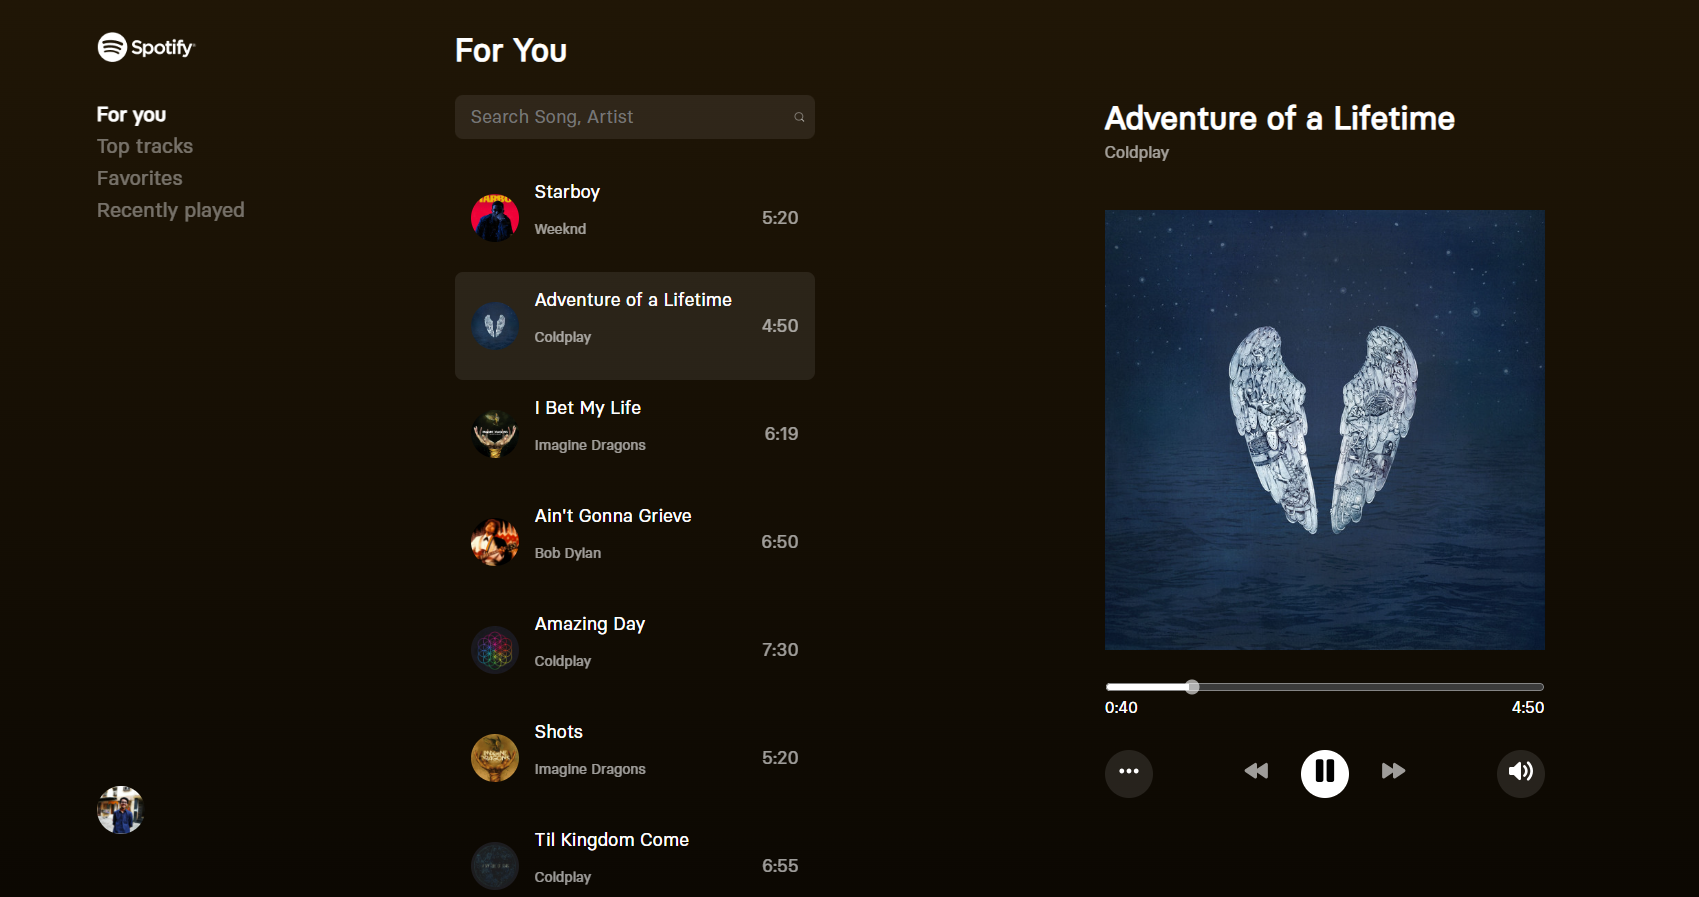 Spotify
For you
Top tracks
Favorites
Recently played
For You
Search Song, Artist
Starboy
Weeknd
5:20
Adventure of a Lifetime
Coldplay
4:50
I Bet My Life
Imagine Dragons
6:19
Ain't Gonna Grieve
Bob Dylan
6:50
Amazing Day
Coldplay
7:30
Shots
Imagine Dragons
5:20
Til Kingdom Come
Coldplay
6:55
Adventure of a Lifetime
Coldplay
0:40
4:50